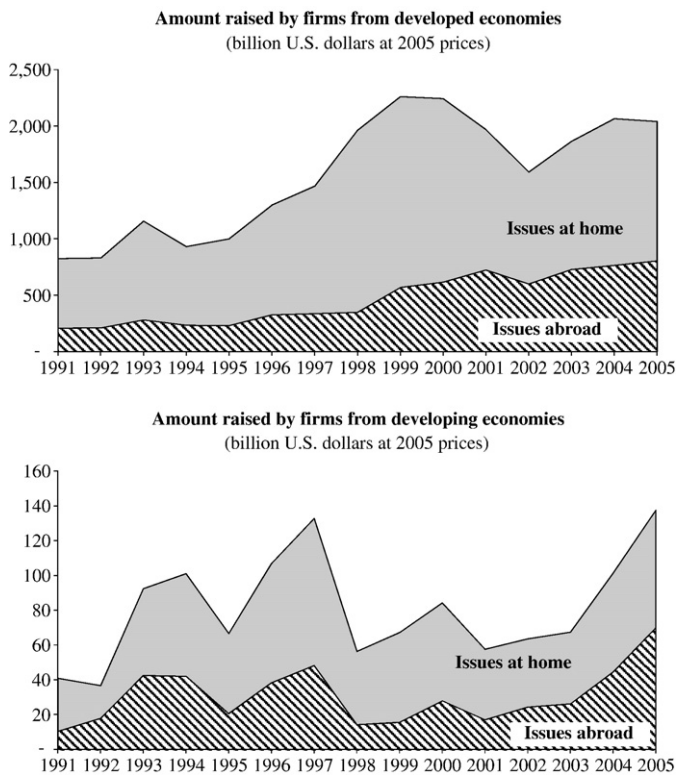 Amount raised by firms from developed economies
(billion U.S. dollars at 2005 prices)
2,500
2,000
1,500
1,000
500
-
Issues at home
Issues abroad
1991 1992 1993 1994 1995 1996 1997 1998 1999 2000 2001 2002 2003 2004 2005
Amount raised by firms from developing economies
(billion U.S. dollars at 2005 prices)
160
140
120
100
80
60
40
20
-
Issues at home
Issues abroad
1991 1992 1993 1994 1995 1996 1997 1998 1999 2000 2001 2002 2003 2004 2005